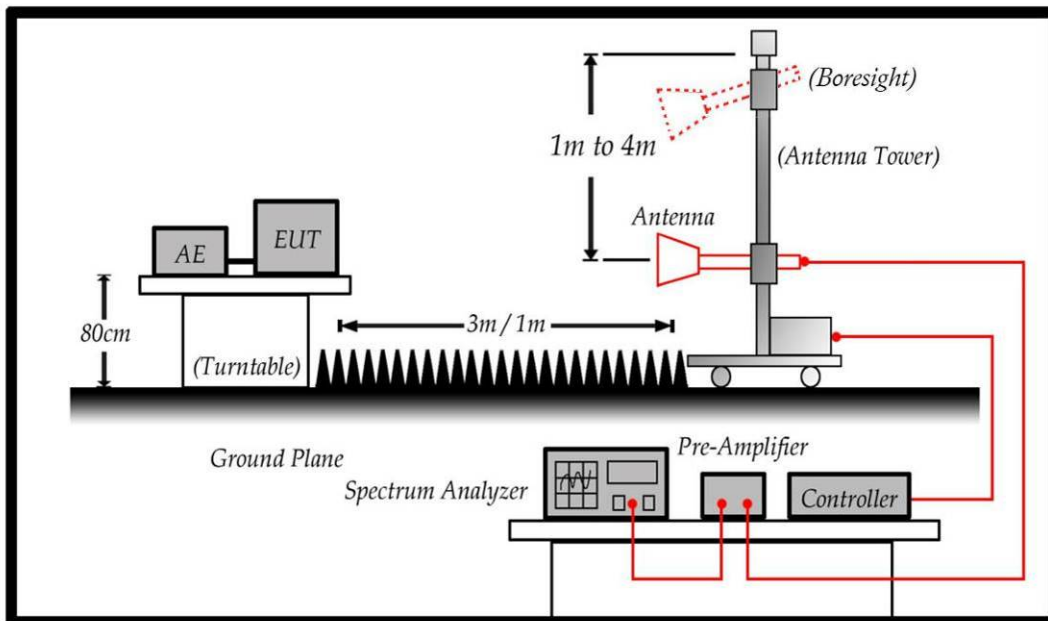 (Boresight)
1m to 4m
(Antenna Tower)
Antenna
EUT
AE
80cm
3m / 1m
(Turntable)
Ground Plane
Pre-Amplifier
Spectrum Analyzer
Controller